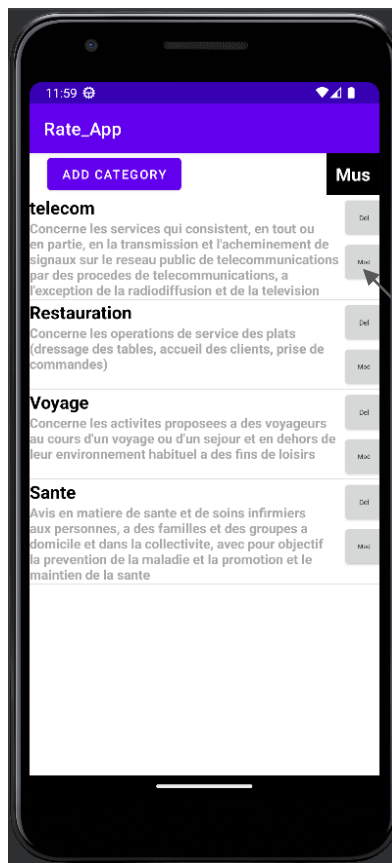 11:59
Rate_App
ADD CATEGORY
Mus
telecom
Concerne les services qui consistent, en tout ou
en partie, en la transmission et l'acheminement de
signaux sur le reseau public de telecommunications
par des procedes de telecommunications, a
l'exception de la radiodiffusion et de la television
Del
Mod
Restauration
Concerne les operations de service des plats
(dressage des tables, accueil des clients, prise de
commandes)
Del
Mod
Voyage
Concerne les activites proposees a des voyageurs
au cours d'un voyage ou d'un sejour et en dehors de
leur environnement habituel a des fins de loisirs
Del
Mod
Sante
Avis en matiere de sante et de soins infirmiers
aux personnes, a des familles et des groupes a
domicile et dans la collectivite, avec pour objectif
la prevention de la maladie et la promotion et le
maintien de la sante
Del
Mod